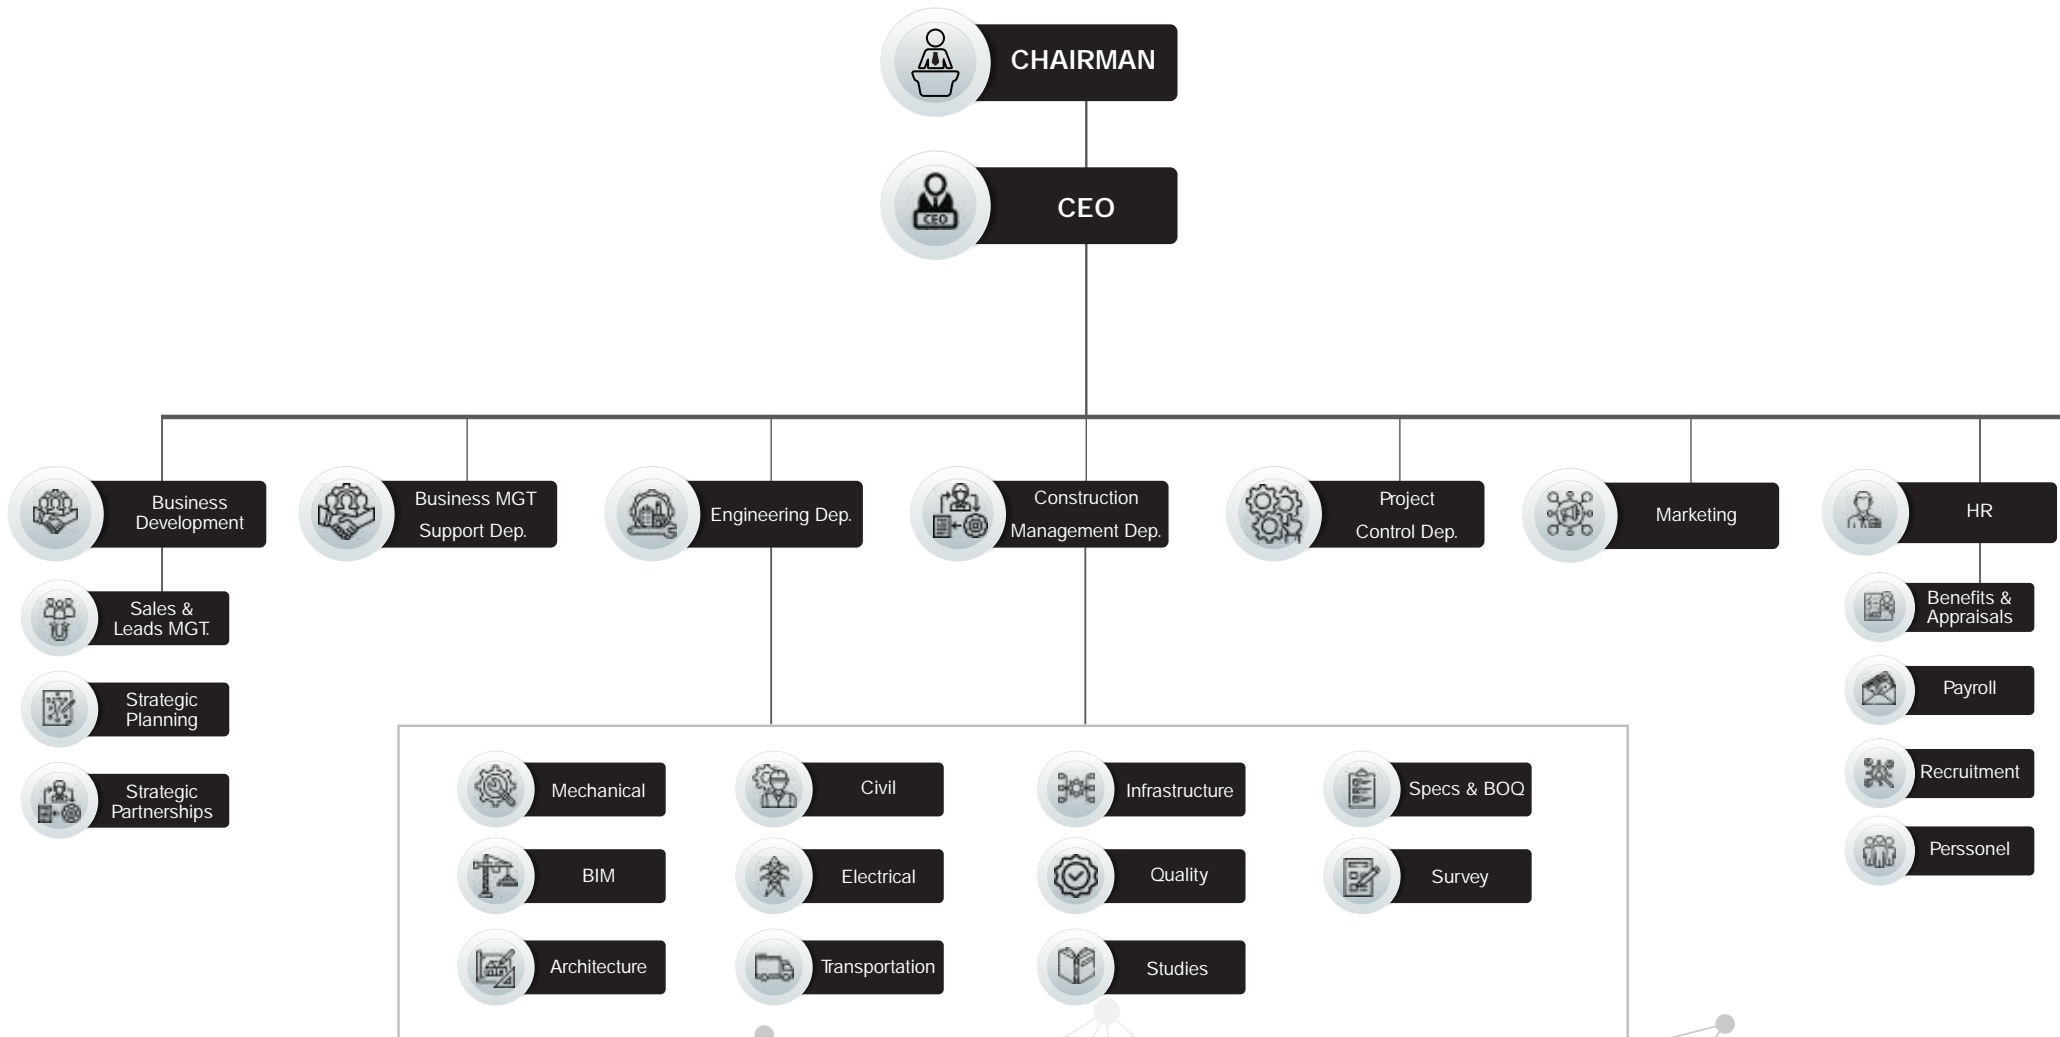 CHAIRMAN
CEO
CEO
Business
Development
Business MGT
Support Dep.
Engineering Dep.
Construction
Management Dep.
Project
Control Dep.
Marketing
HR
Sales &
Leads MGT.
Strategic
Planning
Strategic
Partnerships
Mechanical
Civil
Infrastructure
Specs & BOQ
BIM
Electrical
Quality
Survey
Architecture
Transportation
Studies
Benefits &
Appraisals
Payroll
Recruitment
Perssonel